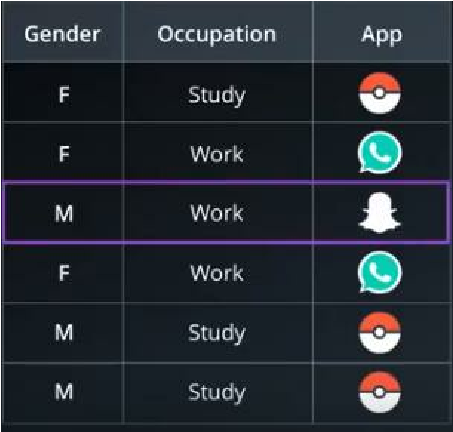 Gender Occupation App
F Study
F Work
M Work
F Work
M Study
M Study